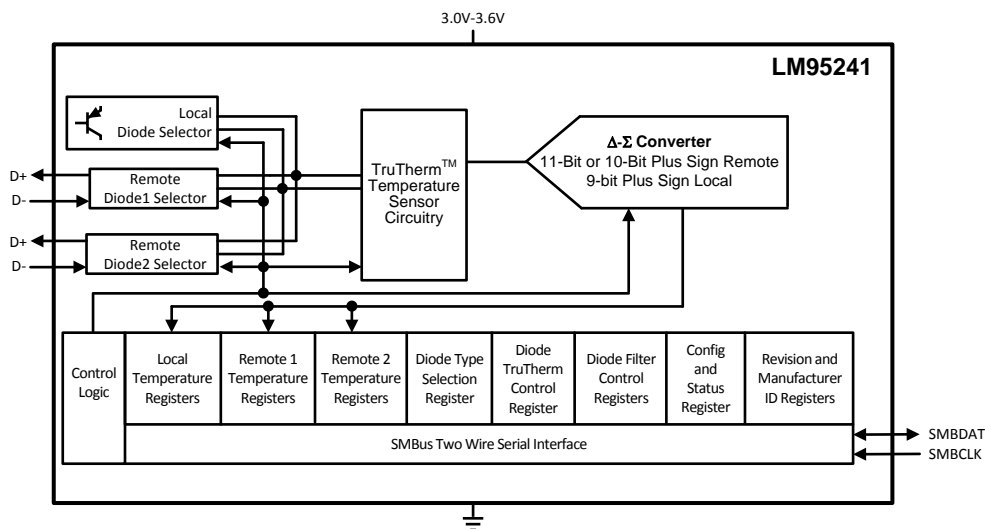 3.0V-3.6V
LM95241
Local
Diode Selector
D+
D-
Remote
Diode1 Selector
D+
D-
Remote
Diode2 Selector
TruTherm™
Temperature
Sensor
Circuitry
Δ-Σ Converter
11-Bit or 10-Bit Plus Sign Remote
9-bit Plus Sign Local
Control
Logic
Local
Temperature
Registers
Remote 1
Temperature
Registers
Remote 2
Temperature
Registers
Diode Type
Selection
Register
Diode
TruTherm
Control
Register
Diode Filter
Control
Registers
Config
and
Status
Register
Revision and
Manufacturer
ID Registers
SMBus Two Wire Serial Interface
SMBDAT
SMBCLK